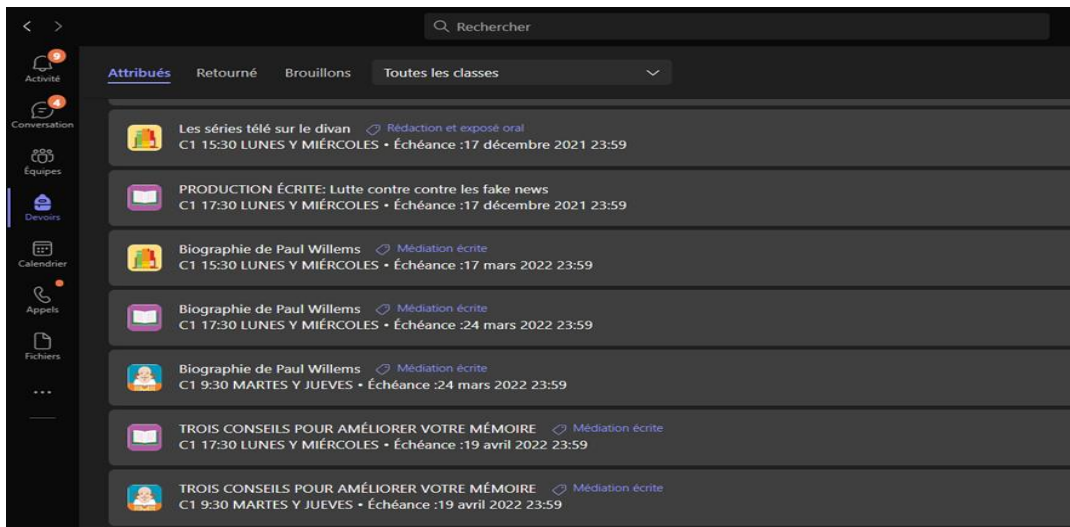 Rechercher
9
Activité
4
Conversation
Équipes
Devoirs
Calendrier
Appels
Fichiers
Attribués Retourné Brouillons Toutes les classes
Les séries télé sur le divan Rédaction et exposé oral
C1 15:30 LUNES Y MIÉRCOLES • Échéance :17 décembre 2021 23:59
PRODUCTION ÉCRITE: Lutte contre contre les fake news
C1 17:30 LUNES Y MIÉRCOLES • Échéance :17 décembre 2021 23:59
Biographie de Paul Willems Médiation écrite
C1 15:30 LUNES Y MIÉRCOLES • Échéance :17 mars 2022 23:59
Biographie de Paul Willems Médiation écrite
C1 17:30 LUNES Y MIÉRCOLES • Échéance :24 mars 2022 23:59
Biographie de Paul Willems Médiation écrite
C1 9:30 MARTES Y JUEVES • Échéance :24 mars 2022 23:59
TROIS CONSEILS POUR AMÉLIORER VOTRE MÉMOIRE Médiation écrite
C1 17:30 LUNES Y MIÉRCOLES • Échéance :19 avril 2022 23:59
TROIS CONSEILS POUR AMÉLIORER VOTRE MÉMOIRE Médiation écrite
C1 9:30 MARTES Y JUEVES • Échéance :19 avril 2022 23:59